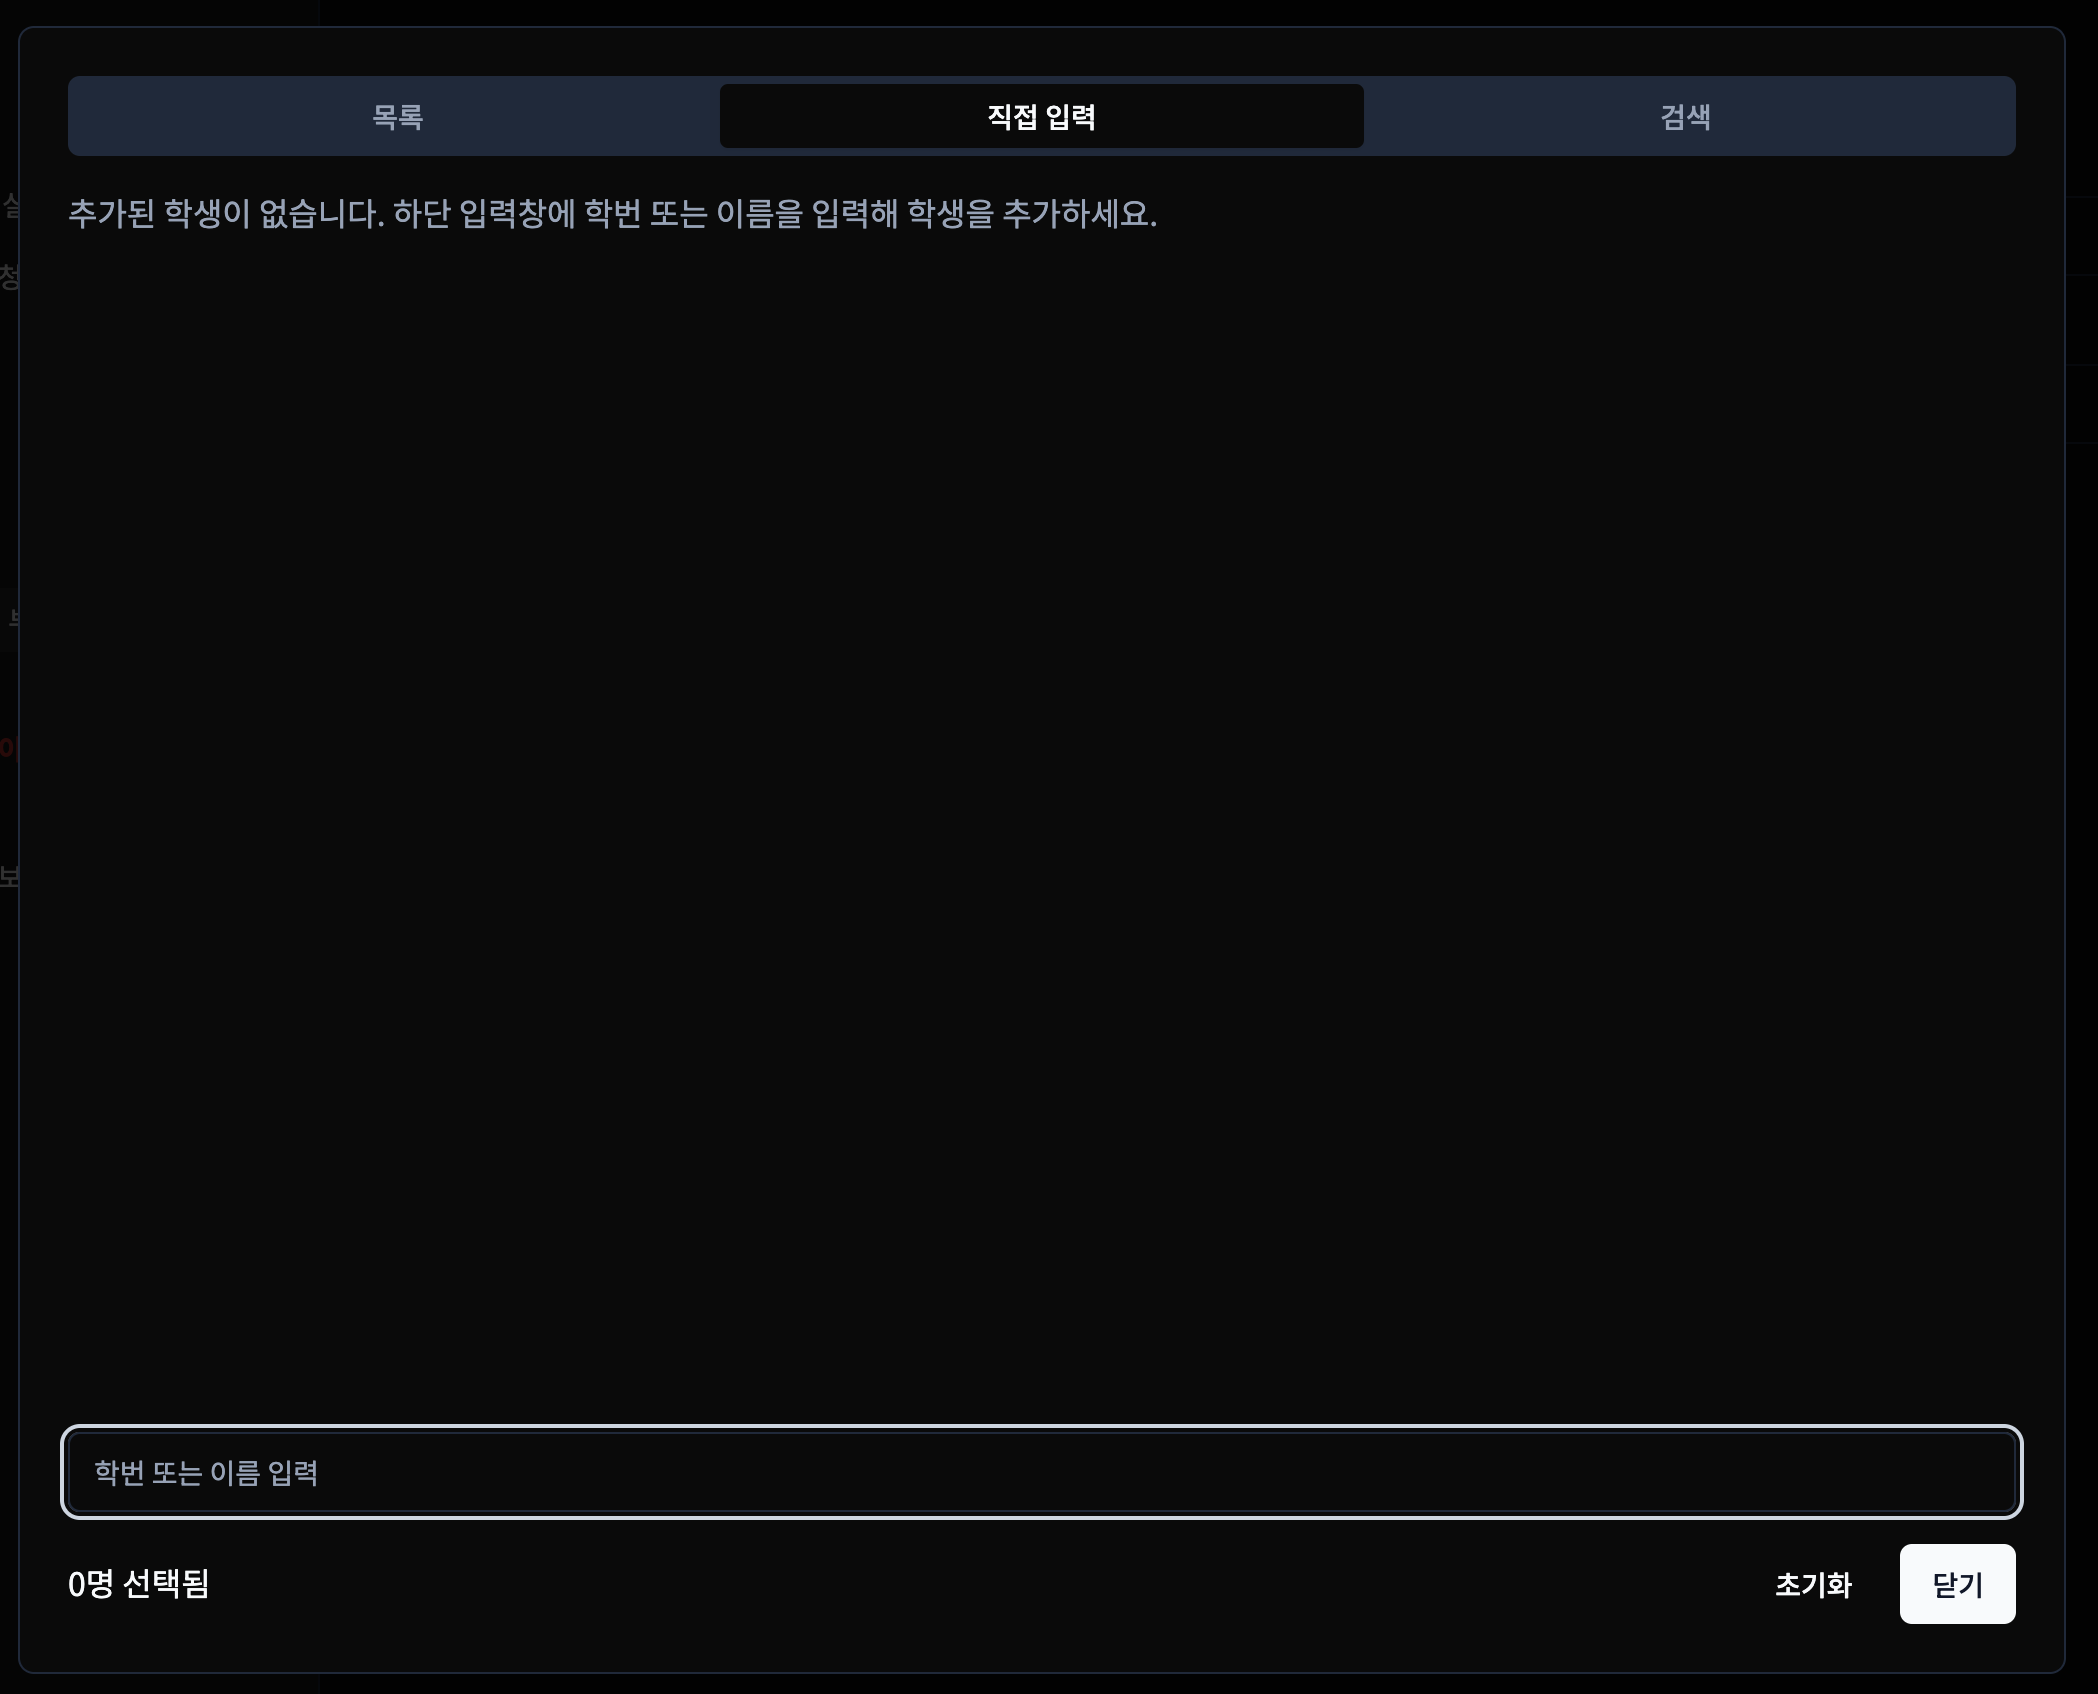 목록
직접 입력
검색
추가된 학생이 없습니다. 하단 입력창에 학번 또는 이름을 입력해 학생을 추가하세요.
학번 또는 이름 입력
0명 선택됨
초기화
닫기